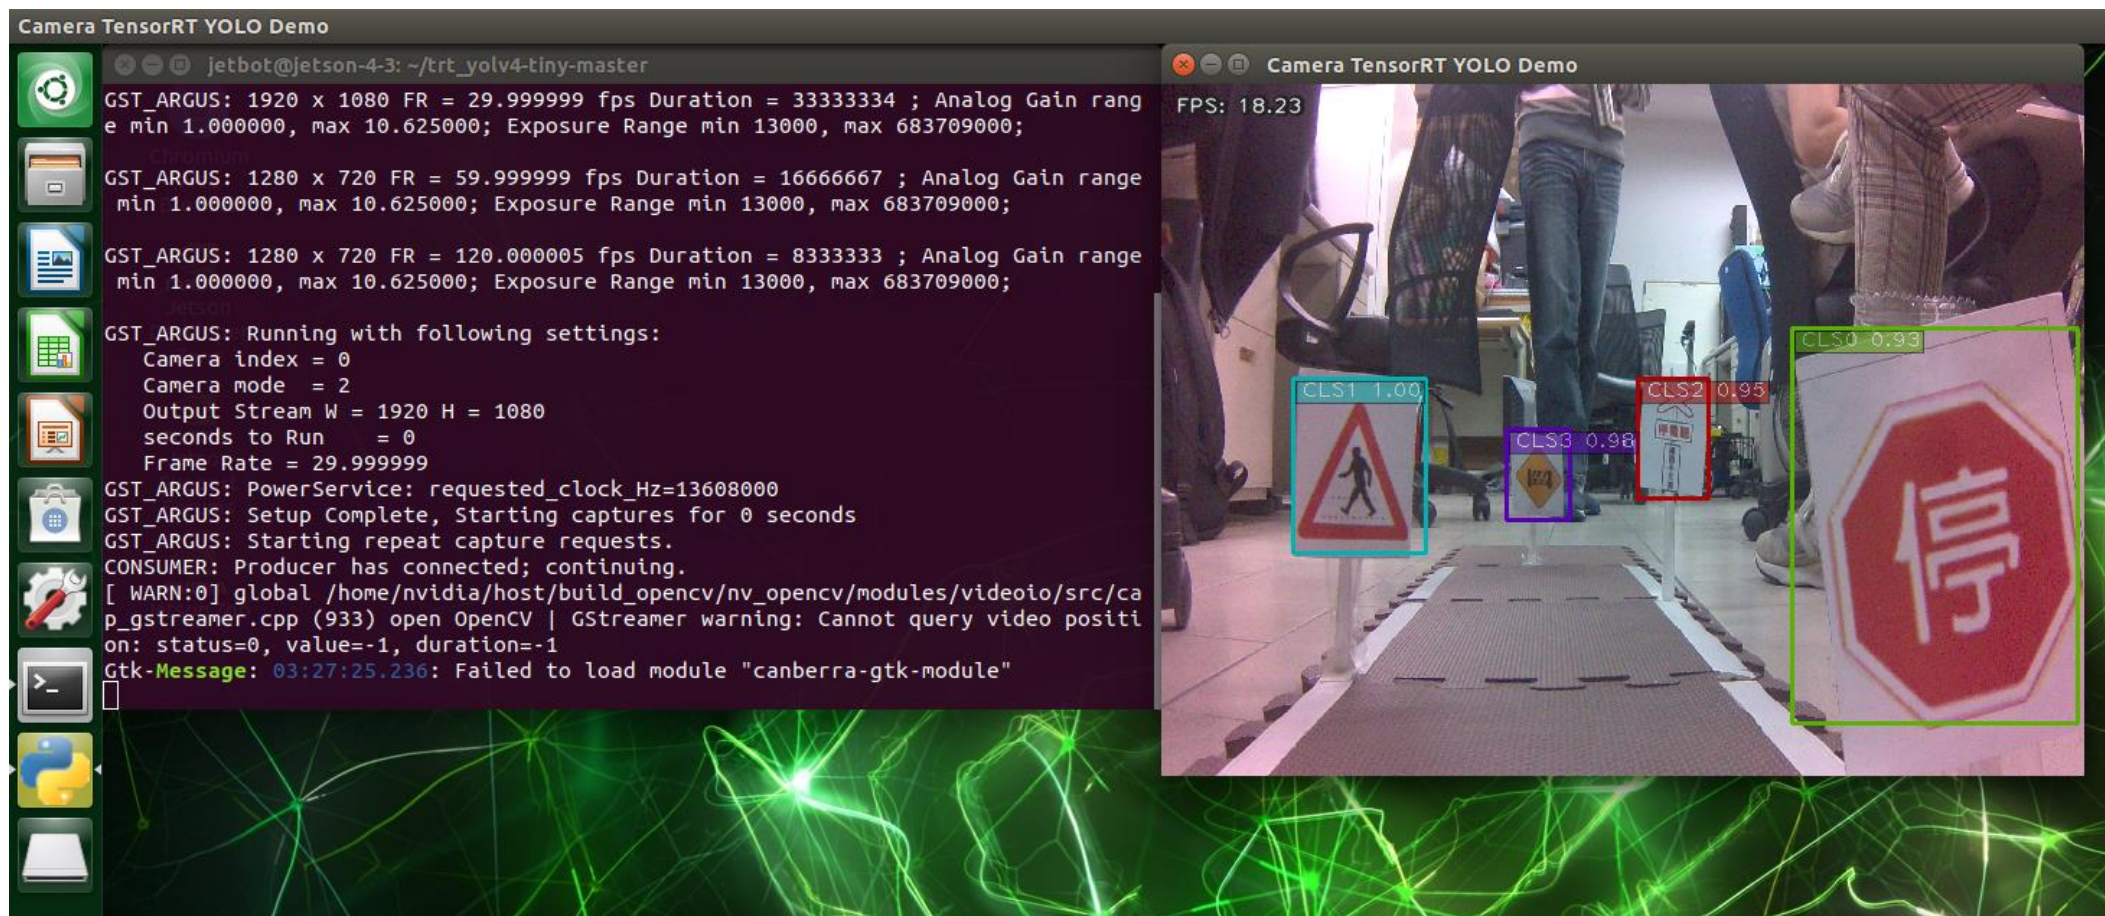 Camera TensorRT YOLO Demo
jetbot@jetson-4-3: ~/trt_yolv4-tiny-master
GST_ARGUS: 1920 x 1080 FR = 29.999999 fps Duration = 33333334 ; Analog Gain rang
e min 1.000000, max 10.625000; Exposure Range min 13000, max 683709000;
Chromium
GST_ARGUS: 1280 x 720 FR = 59.999999 fps Duration = 16666667 ; Analog Gain range
min 1.000000, max 10.625000; Exposure Range min 13000, max 683709000;
GST_ARGUS: 1280 x 720 FR = 120.000005 fps Duration = 8333333 ; Analog Gain range
min 1.000000, max 10.625000; Exposure Range min 13000, max 683709000;
Jetson
GST_ARGUS: Running with following settings:
Camera index = 0
Camera mode = 2
Output Stream W = 1920 H = 1080
seconds to Run = 0
Frame Rate = 29.999999
GST_ARGUS: PowerService: requested_clock_Hz=13608000
GST_ARGUS: Setup Complete, Starting captures for 0 seconds
GST_ARGUS: Starting repeat capture requests.
CONSUMER: Producer has connected; continuing.
[ WARN:0] global /home/nvidia/host/build_opencv/nv_opencv/modules/videoio/src/ca
p_gstreamer.cpp (933) open OpenCV | GStreamer warning: Cannot query video positi
on: status=0, value=-1, duration=-1
Gtk-Message: 03:27:25.236: Failed to load module "canberra-gtk-module"
Camera TensorRT YOLO Demo
FPS: 18.23
CLS0 0.93
CLS1 1.00
CLS2 0.95
停看聽
CLS3 0.98
停